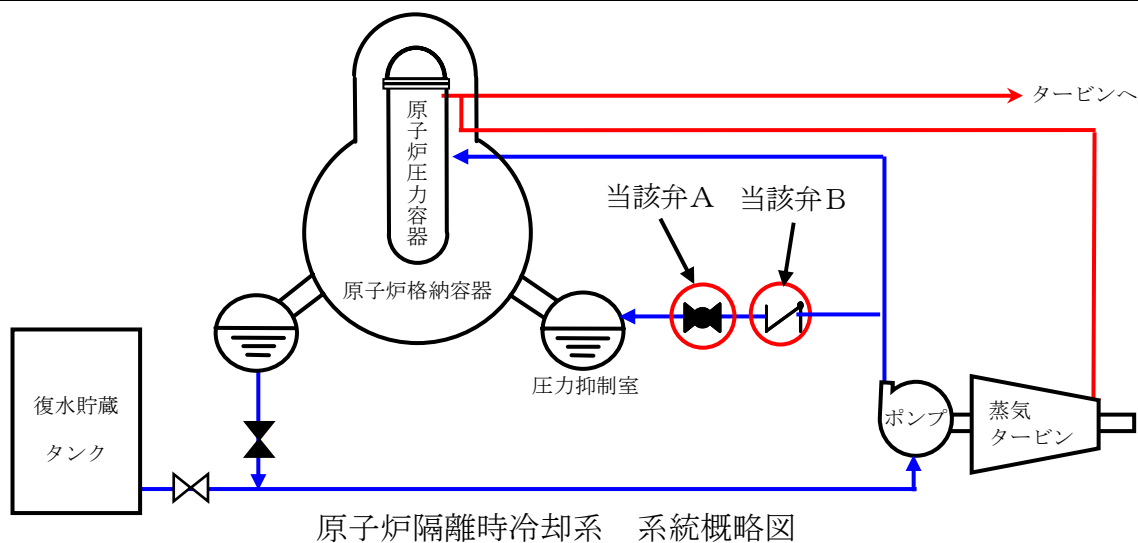 タービンへ
原子炉圧力容器
当該弁A 当該弁B
原子炉格納容器
圧力抑制室
復水貯蔵
タンク
ポンプ
蒸気
タービン
原子炉隔離時冷却系 系統概略図